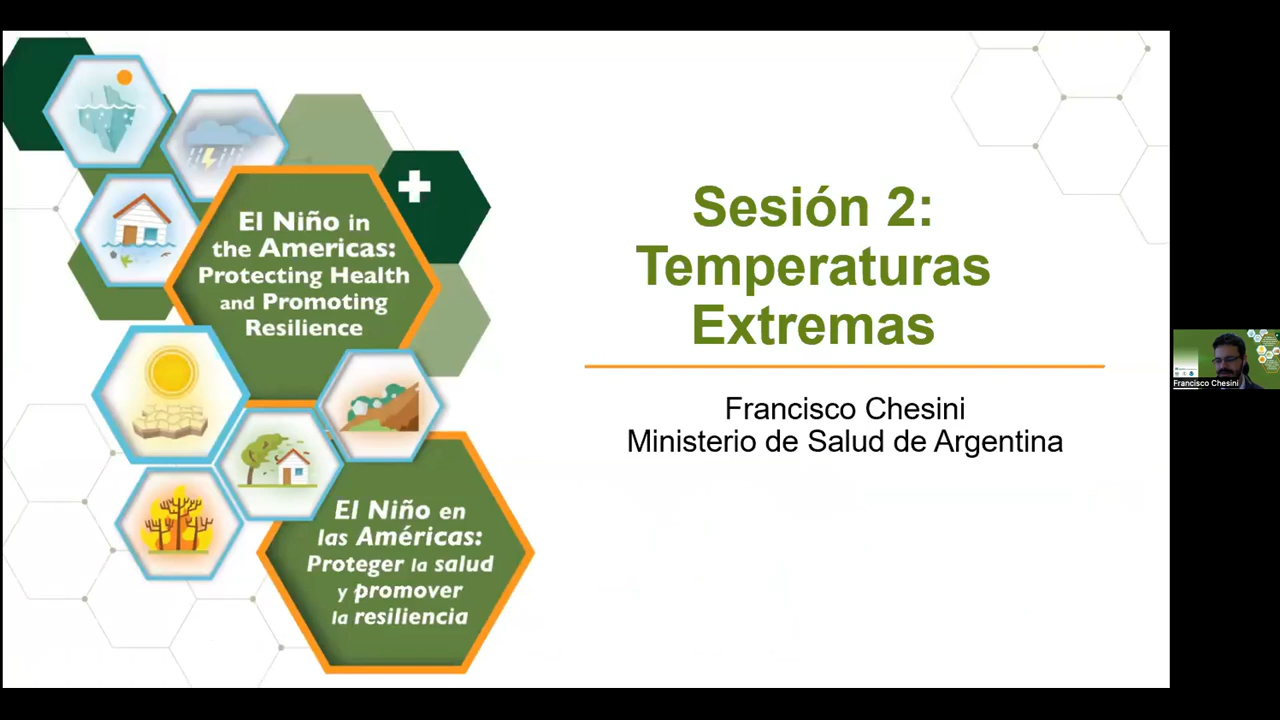 El Niño in
the Americas:
Protecting Health
and Promoting
Resilience
El Niño en
las Américas:
Proteger la salud
y promover
la resiliencia
Sesión 2:
Temperaturas
Extremas
Francisco Chesini
Ministerio de Salud de Argentina
Francisco Chesini